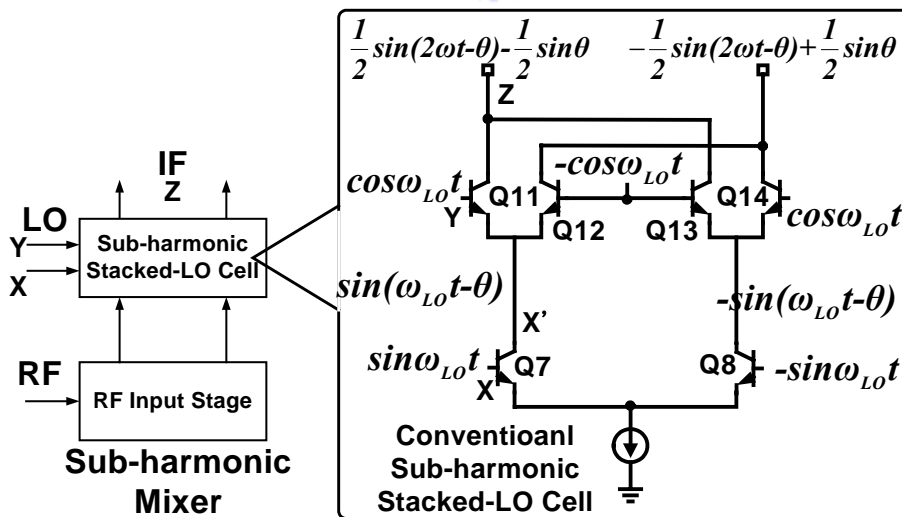 1/2 sin(2ωt-θ)-1/2 sinθ
-1/2 sin(2ωt-θ)+1/2 sinθ
Z
IF
Z
LO
Y
X
Sub-harmonic
Stacked-LO Cell
RF
RF Input Stage
Sub-harmonic
Mixer
cosω_LO t
-cosω_LO t
Y
Q11
Q12
Q13
Q14
cosω_LO t
sin(ω_LO t-θ)
-sin(ω_LO t-θ)
X'
sinω_LO t
X
Q7
Q8
-sinω_LO t
Conventioanl
Sub-harmonic
Stacked-LO Cell